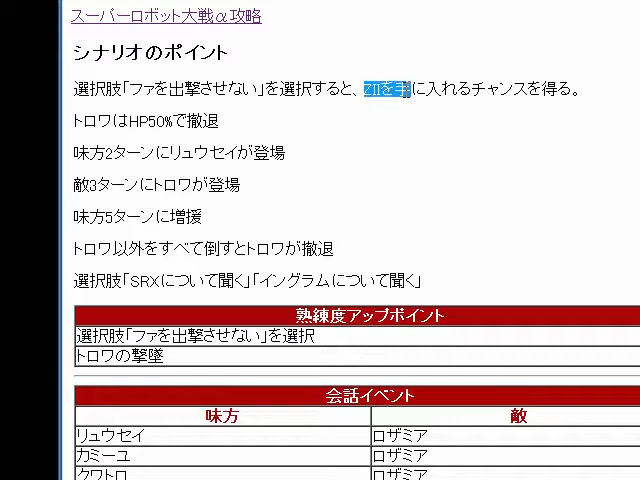 スーパーロボット大戦α攻略
シナリオのポイント
選択肢「ファを出撃させない」を選択すると、ZIIを手に入れるチャンスを得る。
トロワはHP50%で撤退
味方2ターンにリュウセイが登場
敵3ターンにトロワが登場
味方5ターンに増援
トロワ以外をすべて倒すとトロワが撤退
選択肢「SRXについて聞く」「イングラムについて聞く」
熟練度アップポイント
選択肢「ファを出撃させない」を選択
トロワの撃墜
会話イベント
味方 敵
リュウセイ ロザミア
カミーユ ロザミア
クワトロ ロザミア